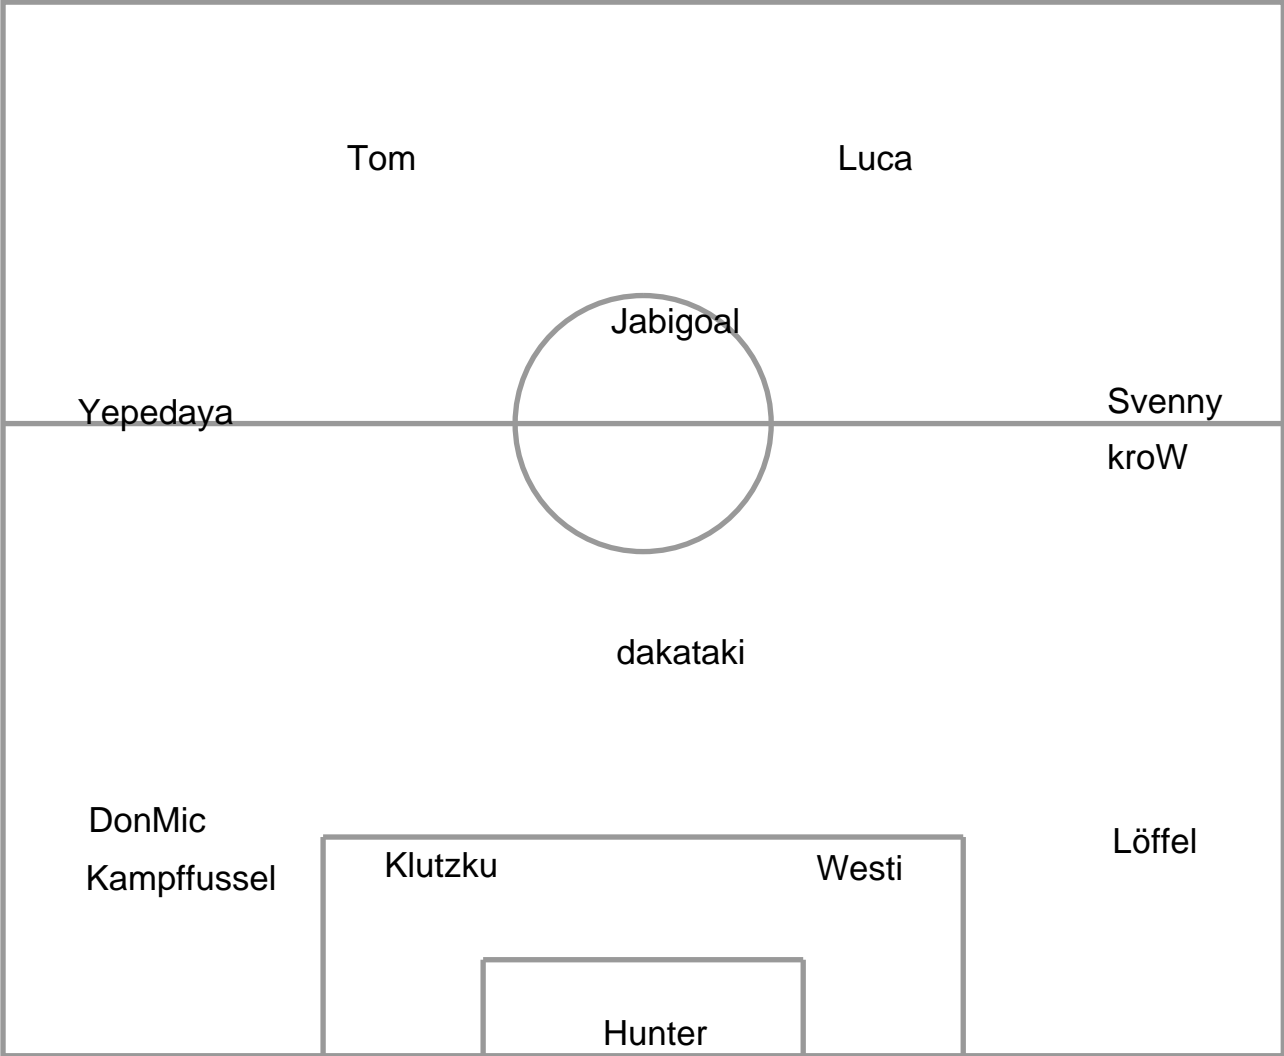 Tom
Luca
Jabigoal
Yepedaya
Svenny
kroW
dakataki
DonMic
Kampffussel
Klutzku
Westi
Löffel
Hunter